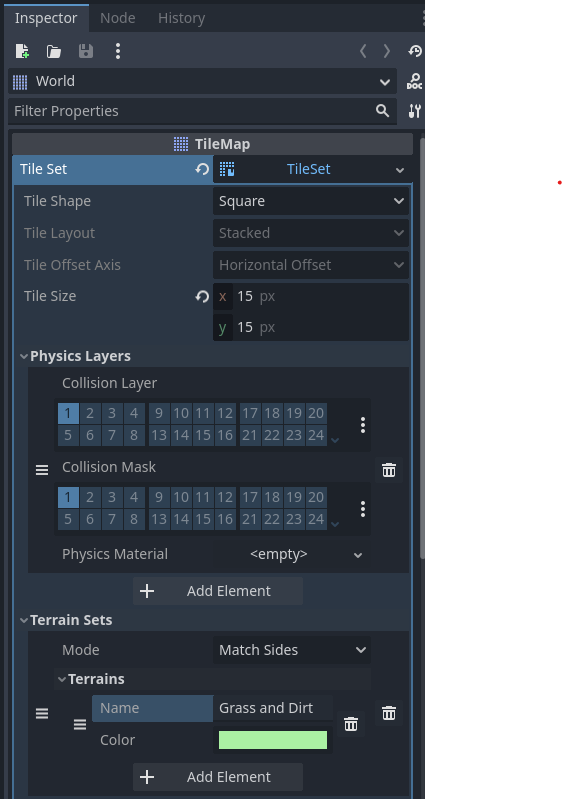 Inspector Node History
World
DOC
Filter Properties
TileMap
Tile Set TileSet
Tile Shape Square
Tile Layout Stacked
Tile Offset Axis Horizontal Offset
Tile Size x 15 px
y 15 px
Physics Layers
Collision Layer
1 2 3 4 9 10 11 12 17 18 19 20
5 6 7 8 13 14 15 16 21 22 23 24
Collision Mask
1 2 3 4 9 10 11 12 17 18 19 20
5 6 7 8 13 14 15 16 21 22 23 24
Physics Material <empty>
Add Element
Terrain Sets
Mode Match Sides
Terrains
Name Grass and Dirt
Color
Add Element